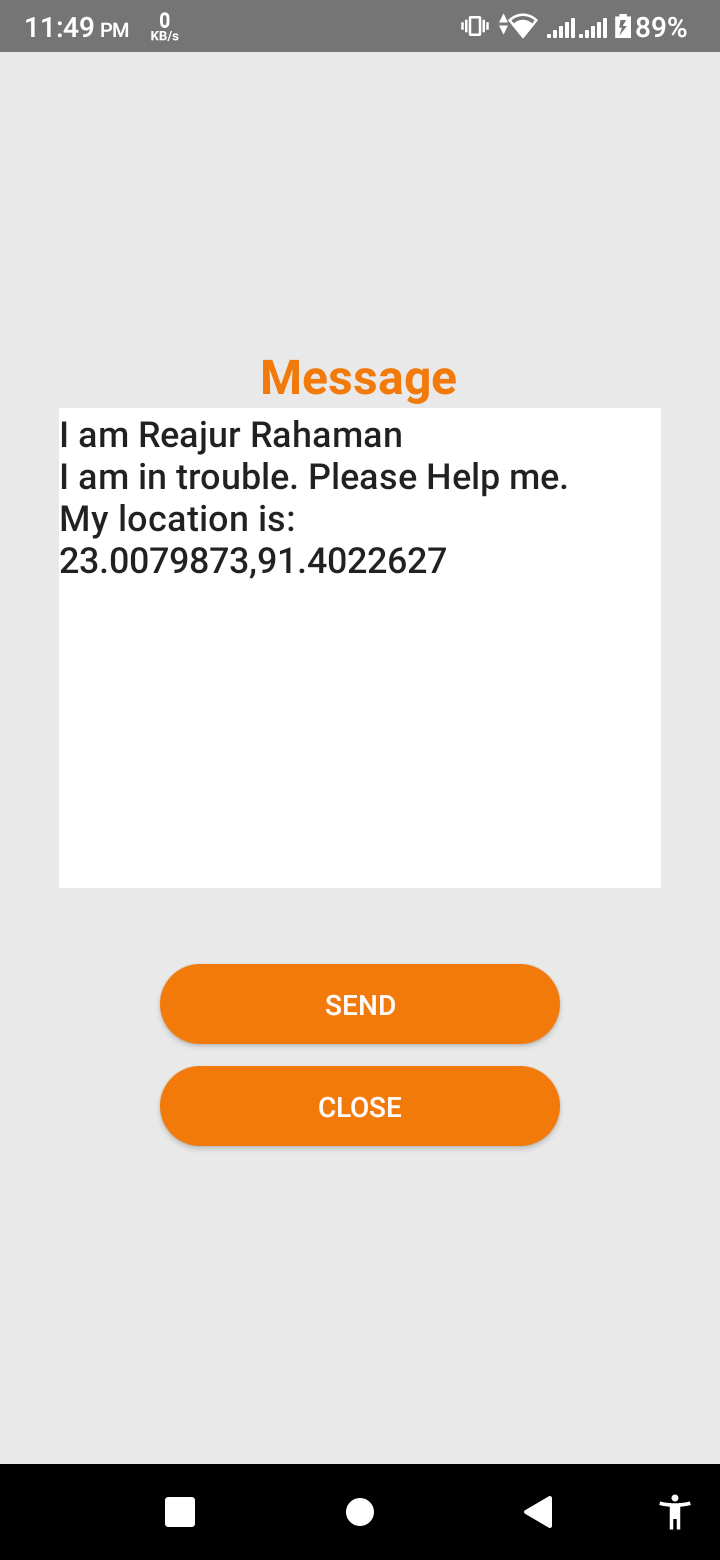 11:49 PM 0 KB/s 89%
Message
I am Reajur Rahaman
I am in trouble. Please Help me.
My location is:
23.0079873,91.4022627
SEND
CLOSE